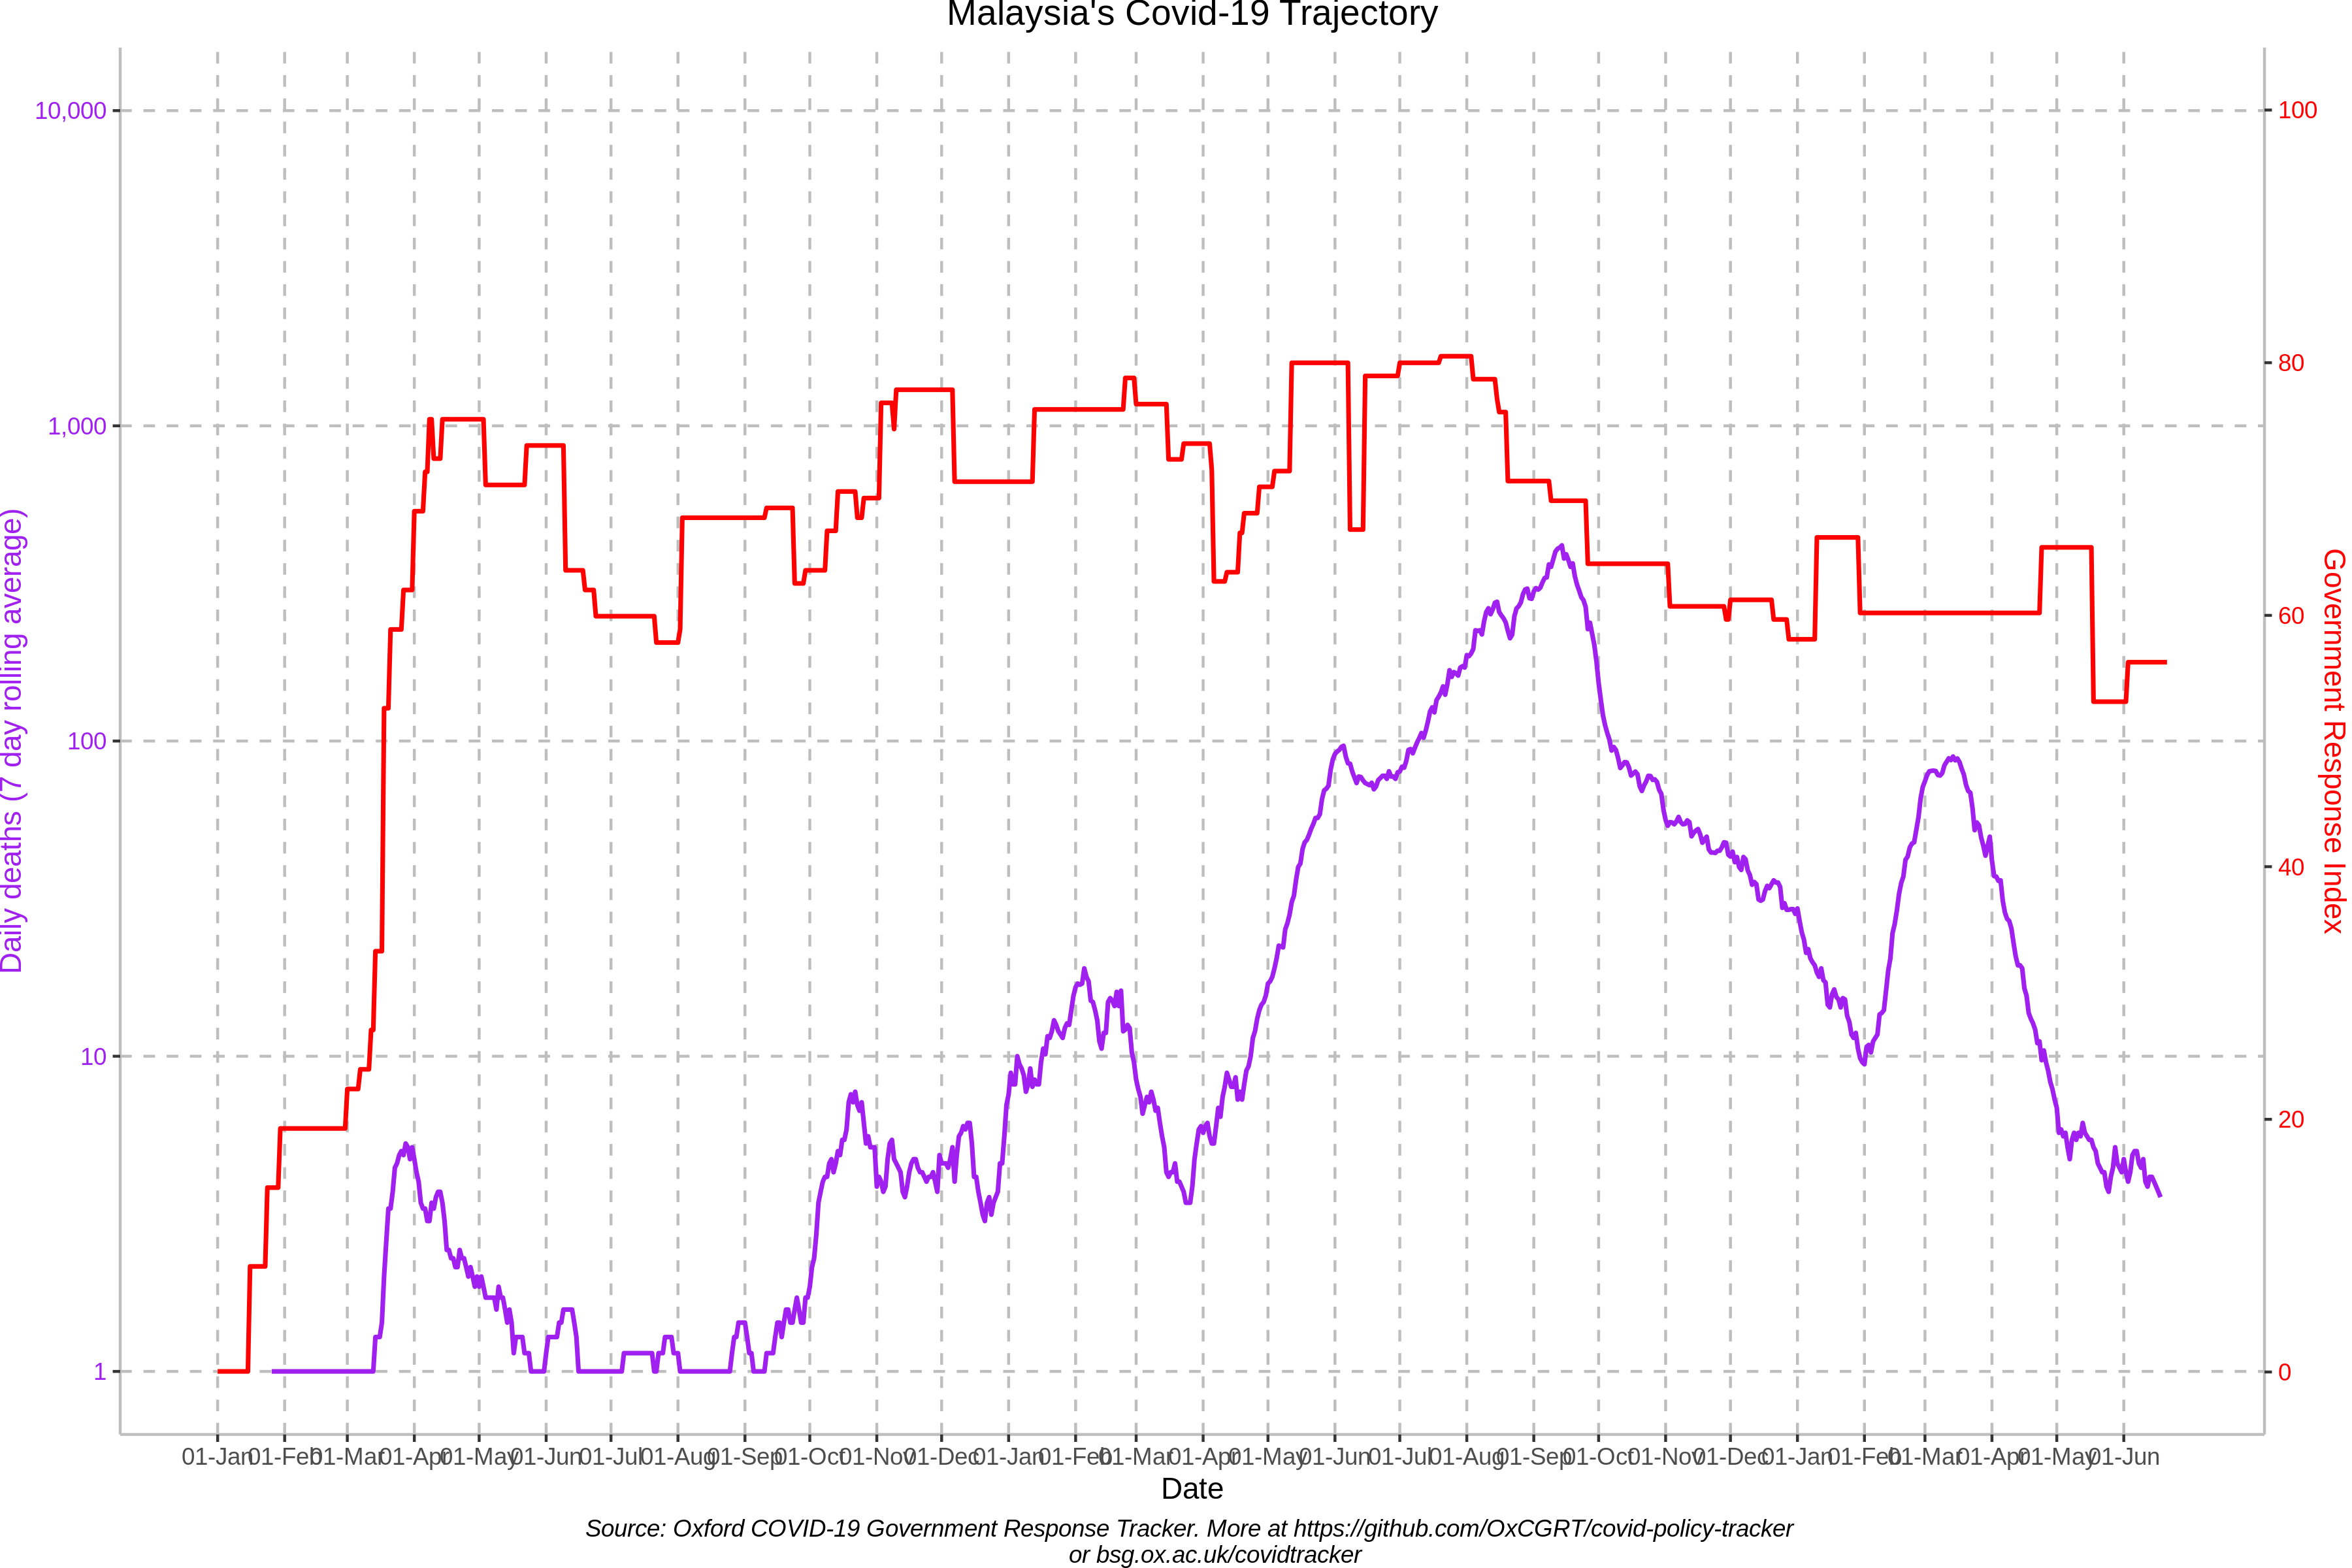 Malaysia's Covid-19 Trajectory
10,000
1,000
100
10
1
Daily deaths (7 day rolling average)
100
80
60
40
20
0
Government Response Index
01-Jan 01-Feb 01-Mar 01-Apr 01-May 01-Jun 01-Jul 01-Aug 01-Sep 01-Oct 01-Nov 01-Dec 01-Jan 01-Feb 01-Mar 01-Apr 01-May 01-Jun 01-Jul 01-Aug 01-Sep 01-Oct 01-Nov 01-Dec 01-Jan 01-Feb 01-Mar 01-Apr 01-May 01-Jun
Date
Source: Oxford COVID-19 Government Response Tracker. More at https://github.com/OxCGRT/covid-policy-tracker
or bsg.ox.ac.uk/covidtracker